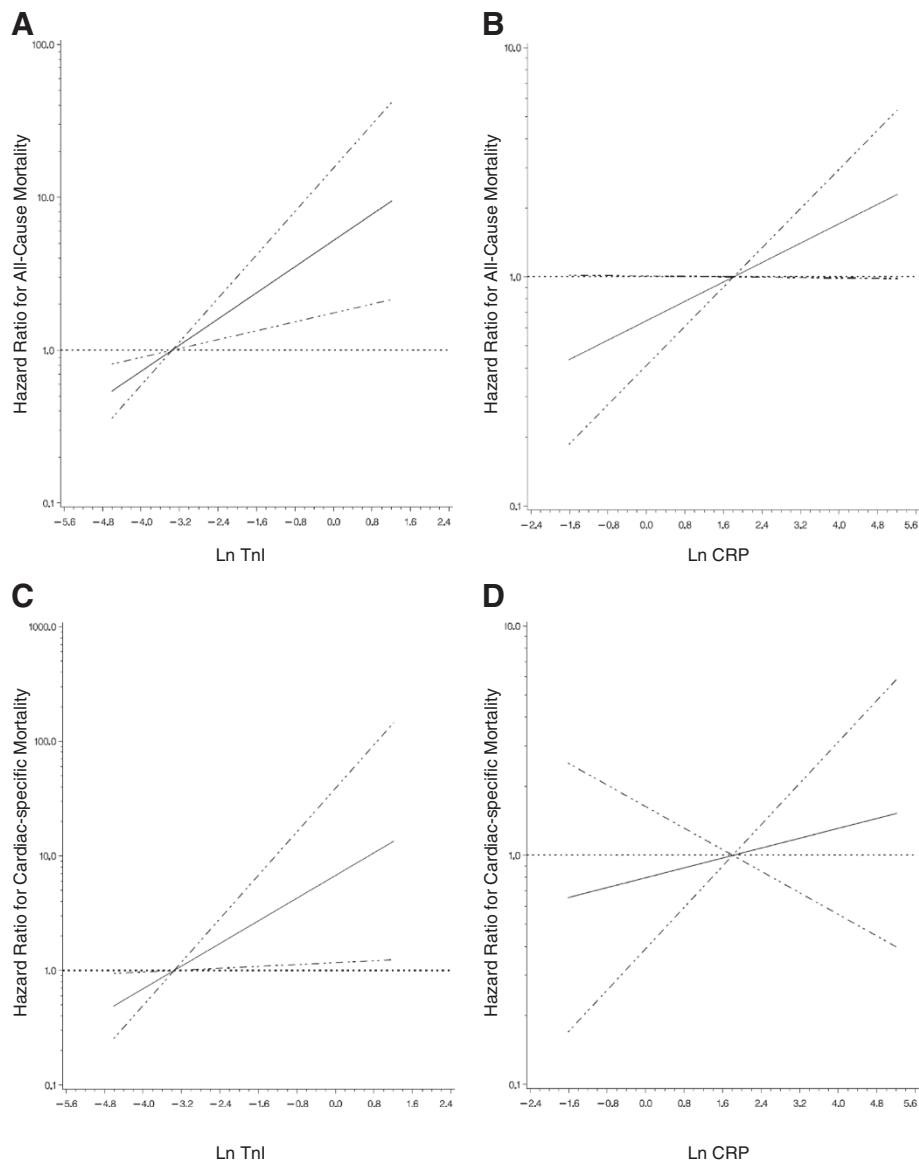 A
Hazard Ratio for All-Cause Mortality
100.0
10.0
1.0
0.1
−5.6 −4.8 −4.0 −3.2 −2.4 −1.6 −0.8 0.0 0.8 1.6 2.4
Ln TnI
B
Hazard Ratio for All-Cause Mortality
10.0
1.0
0.1
−2.4 −1.6 −0.8 0.0 0.8 1.6 2.4 3.2 4.0 4.8 5.6
Ln CRP
C
Hazard Ratio for Cardiac-specific Mortality
1000.0
100.0
10.0
1.0
0.1
−5.6 −4.8 −4.0 −3.2 −2.4 −1.6 −0.8 0.0 0.8 1.6 2.4
Ln TnI
D
Hazard Ratio for Cardiac-specific Mortality
10.0
1.0
0.1
−2.4 −1.6 −0.8 0.0 0.8 1.6 2.4 3.2 4.0 4.8 5.6
Ln CRP